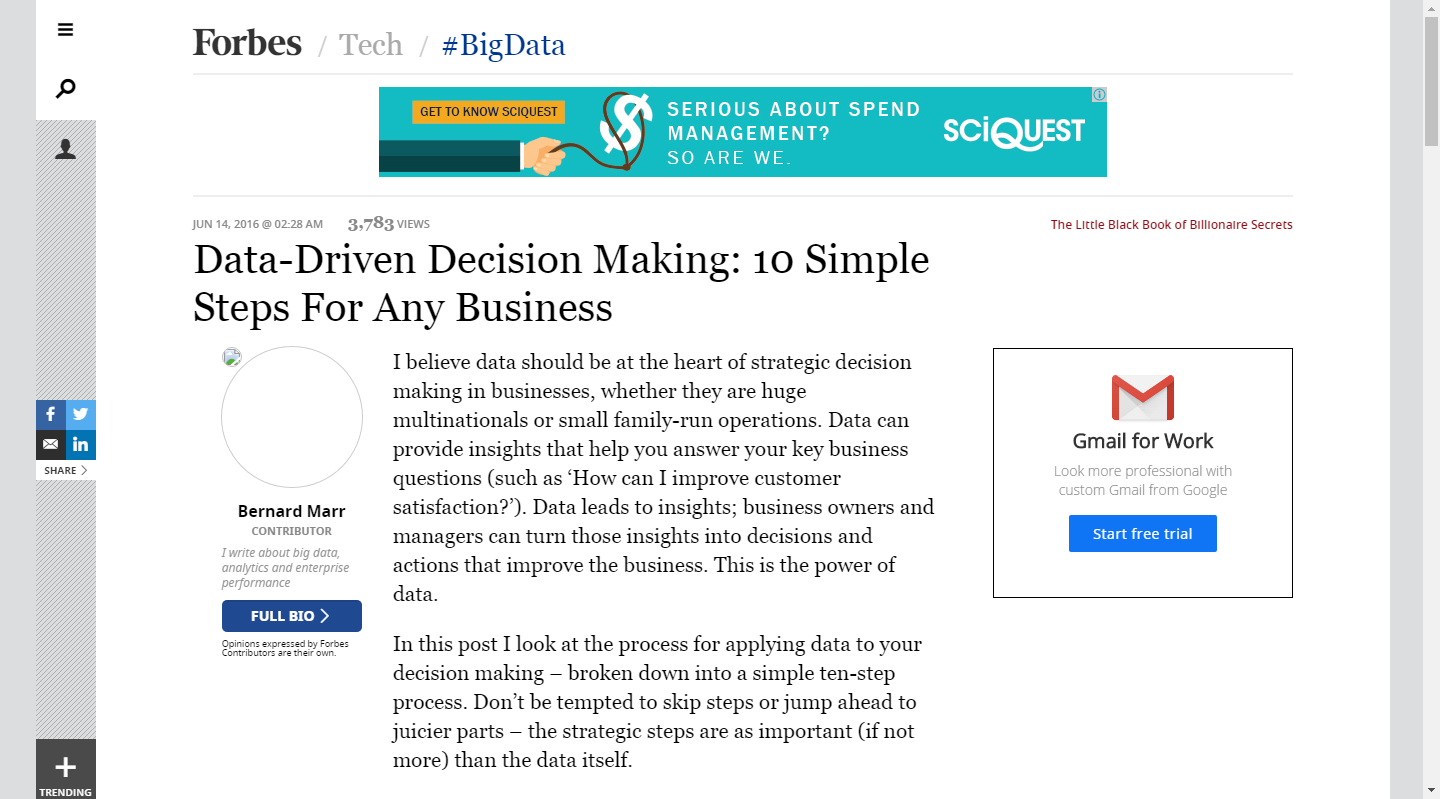 Forbes / Tech / #BigData
GET TO KNOW SCIQUEST
SERIOUS ABOUT SPEND
MANAGEMENT?
SO ARE WE.
SCIQUEST
JUN 14, 2016 @ 02:28 AM 3,783 VIEWS
The Little Black Book of Billionaire Secrets
Data-Driven Decision Making: 10 Simple
Steps For Any Business
Bernard Marr
CONTRIBUTOR
I write about big data,
analytics and enterprise
performance
FULL BIO
Opinions expressed by Forbes
Contributors are their own.
I believe data should be at the heart of strategic decision
making in businesses, whether they are huge
multinationals or small family-run operations. Data can
provide insights that help you answer your key business
questions (such as ‘How can I improve customer
satisfaction?’). Data leads to insights; business owners and
managers can turn those insights into decisions and
actions that improve the business. This is the power of
data.
In this post I look at the process for applying data to your
decision making – broken down into a simple ten-step
process. Don’t be tempted to skip steps or jump ahead to
juicier parts – the strategic steps are as important (if not
more) than the data itself.
Gmail for Work
Look more professional with
custom Gmail from Google
Start free trial
SHARE
TRENDING